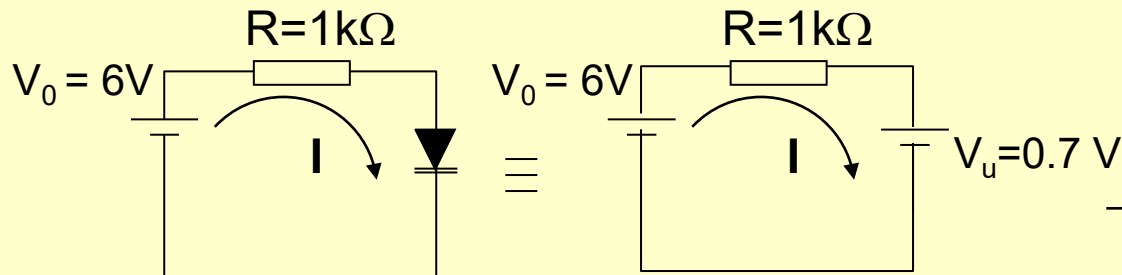 R=1kΩ
V₀ = 6V
I
≡
R=1kΩ
V₀ = 6V
I
Vᵤ=0.7 V